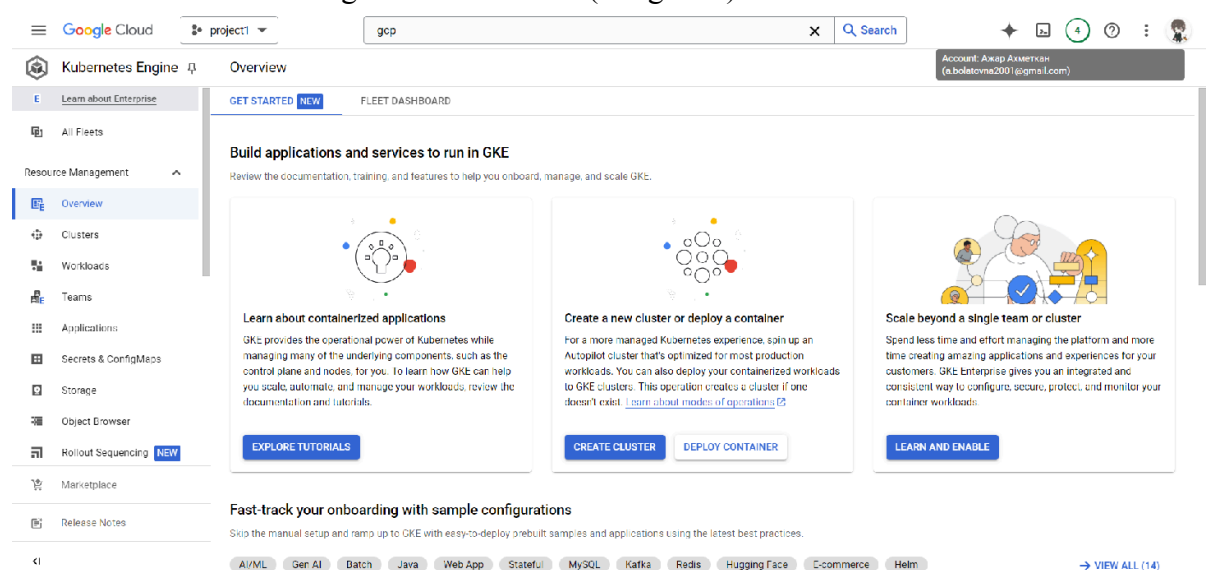 Google Cloud
project1
gcp
Search
4
Account: Ажар Ахметкан
(a.bolatovna2001@gmail.com)
Kubernetes Engine
Overview
E Learn about Enterprise
GET STARTED NEW
FLEET DASHBOARD
All Fleets
Resource Management
Overview
Clusters
Workloads
Teams
Applications
Secrets & ConfigMaps
Storage
Object Browser
Rollout Sequencing NEW
Marketplace
Release Notes
Build applications and services to run in GKE
Review the documentation, training, and features to help you onboard, manage, and scale GKE.
Learn about containerized applications
GKE provides the operational power of Kubernetes while
managing many of the underlying components, such as the
control plane and nodes, for you. To learn how GKE can help
you scale, automate, and manage your workloads, review the
documentation and tutorials.
EXPLORE TUTORIALS
Create a new cluster or deploy a container
For a more managed Kubernetes experience, spin up an
Autopilot cluster that's optimized for most production
workloads. You can also deploy your containerized workloads
to GKE clusters. This operation creates a cluster if one
doesn't exist. Learn about modes of operations
CREATE CLUSTER DEPLOY CONTAINER
Scale beyond a single team or cluster
Spend less time and effort managing the platform and more
time creating amazing applications and experiences for your
customers. GKE Enterprise gives you an integrated and
consistent way to configure, secure, protect, and monitor your
container workloads.
LEARN AND ENABLE
Fast-track your onboarding with sample configurations
Skip the manual setup and ramp up to GKE with easy-to-deploy prebuilt samples and applications using the latest best practices.
AI/ML Gen AI Batch Java Web App Stateful MySQL Kafka Redis Hugging Face E-commerce Helm
VIEW ALL (14)